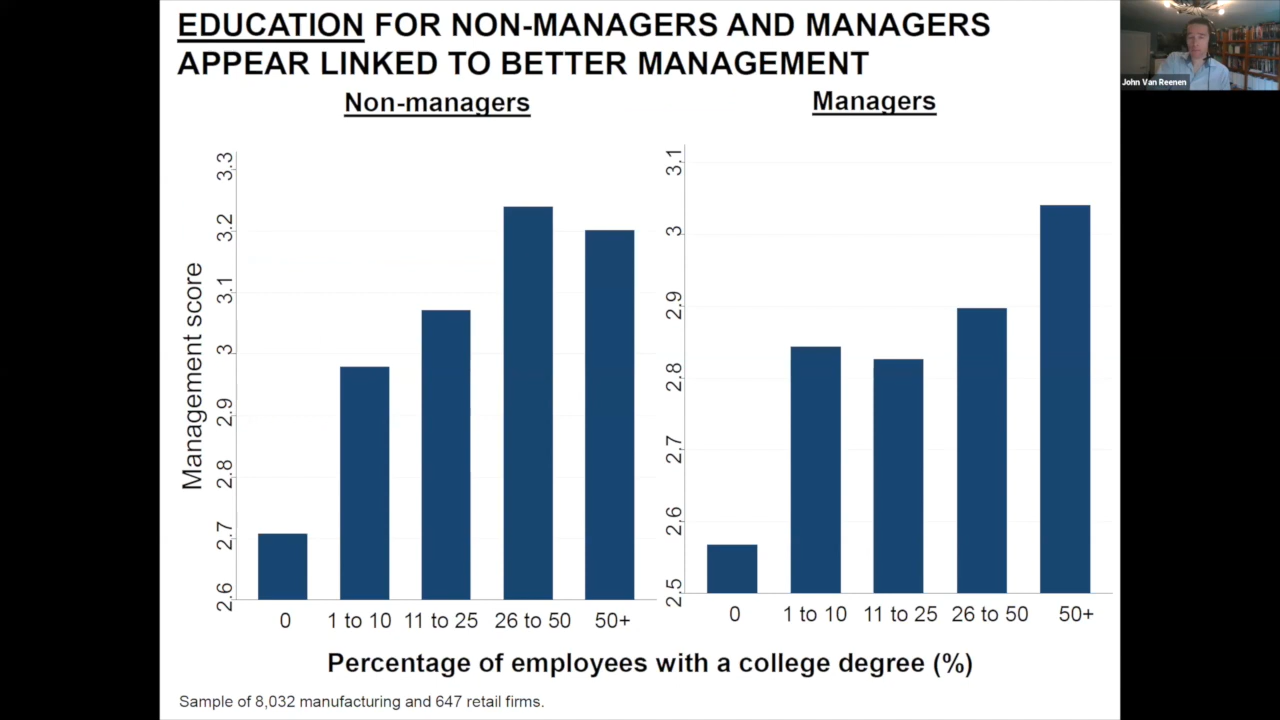 EDUCATION FOR NON-MANAGERS AND MANAGERS
APPEAR LINKED TO BETTER MANAGEMENT
John Van Reenen
Non-managers
Managers
Management score
3.3
3.2
3.1
3
2.9
2.8
2.7
2.6
0
1 to 10
11 to 25
26 to 50
50+
3.1
3
2.9
2.8
2.7
2.6
2.5
0
1 to 10
11 to 25
26 to 50
50+
Percentage of employees with a college degree (%)
Sample of 8,032 manufacturing and 647 retail firms.